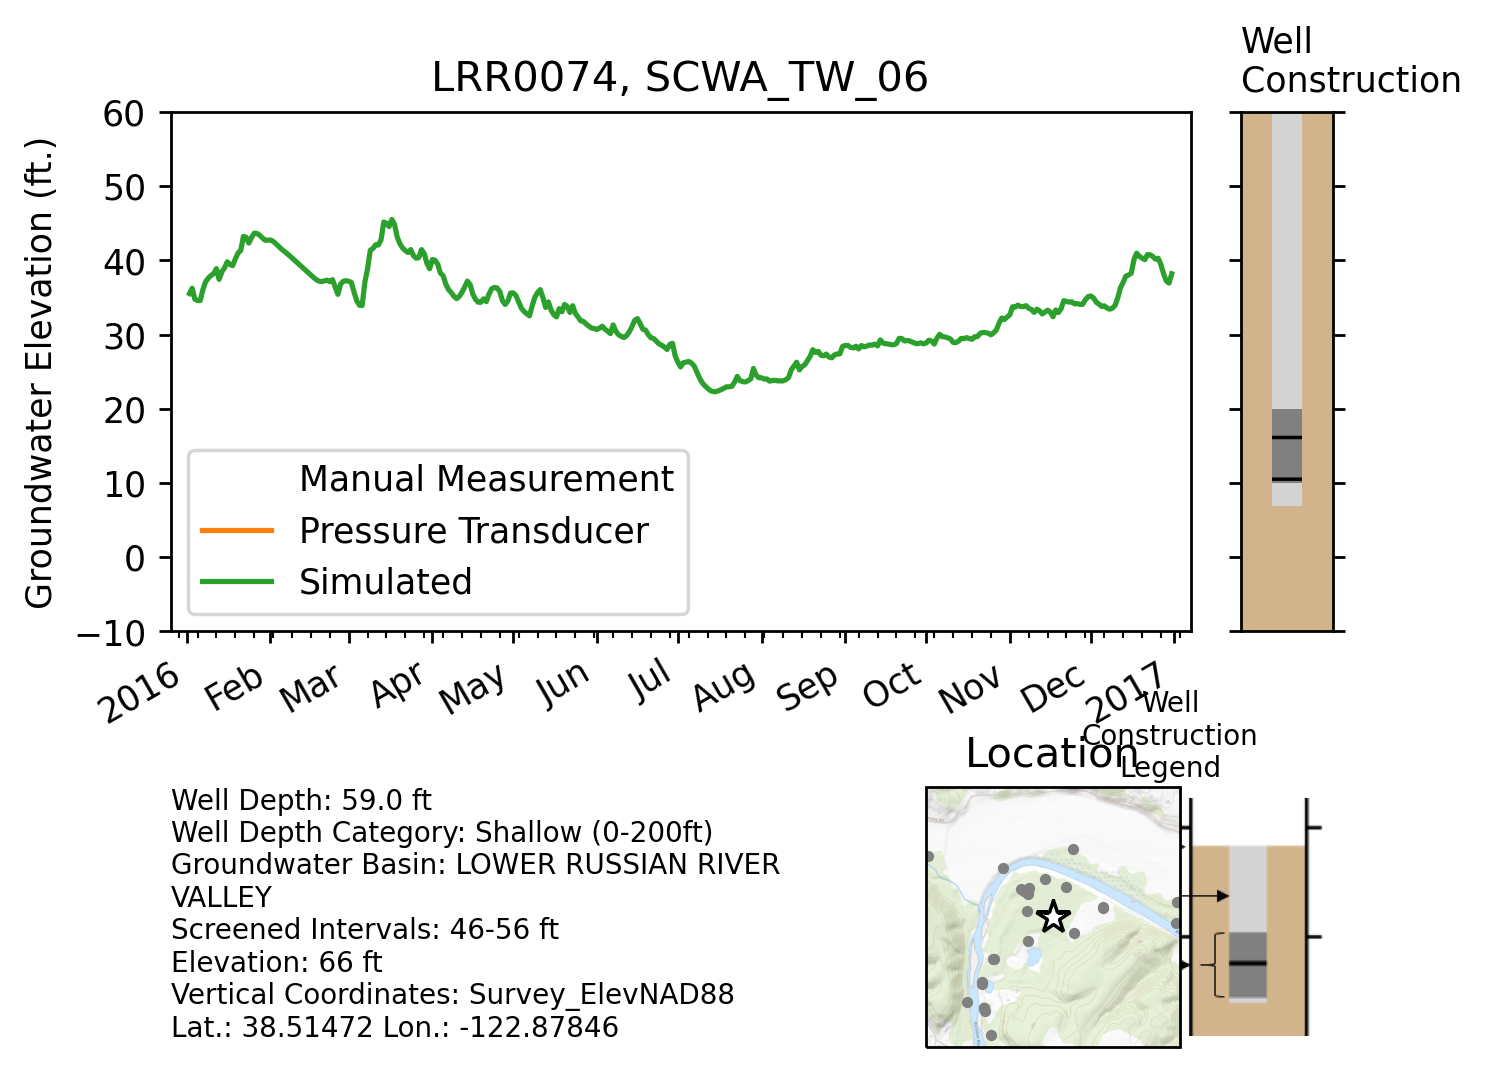 Well
Construction
LRR0074, SCWA_TW_06
Groundwater Elevation (ft.)
60
50
40
30
20
10
0
−10
Manual Measurement
Pressure Transducer
Simulated
2016
Feb
Mar
Apr
May
Jun
Jul
Aug
Sep
Oct
Nov
Dec
2017
Well
Construction
Legend
Location
Well Depth: 59.0 ft
Well Depth Category: Shallow (0-200ft)
Groundwater Basin: LOWER RUSSIAN RIVER
VALLEY
Screened Intervals: 46-56 ft
Elevation: 66 ft
Vertical Coordinates: Survey_ElevNAD88
Lat.: 38.51472 Lon.: -122.87846